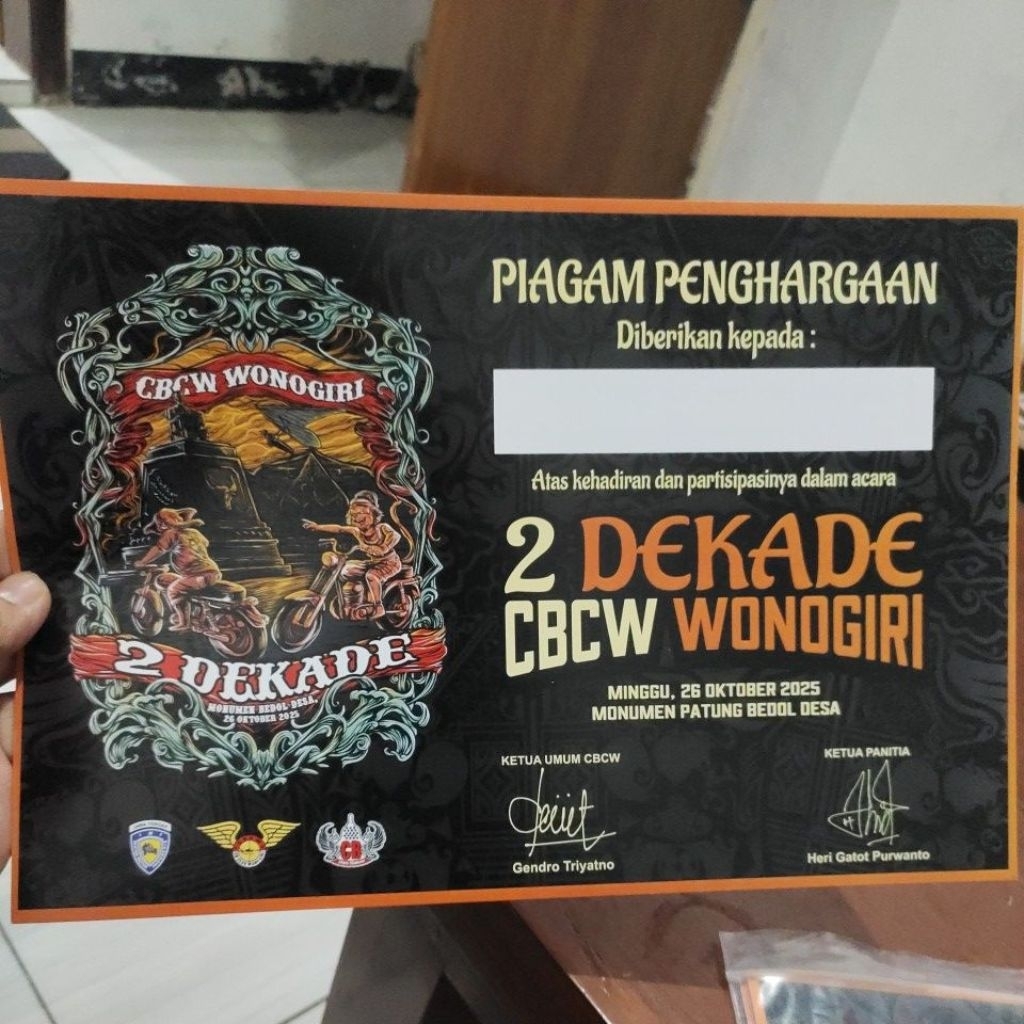 CBCW WONOGIRI
2 DEKADE
MONUMEN BEDOL DESA,
26 OKTOBER 2025
CB
PIAGAM PENGHARGAAN
Diberikan kepada :
Atas kehadiran dan partisipasinya dalam acara
2 DEKADE
CBCW WONOGIRI
MINGGU, 26 OKTOBER 2025
MONUMEN PATUNG BEDOL DESA
KETUA UMUM CBCW
Gendro Triyatno
KETUA PANITIA
Heri Gatot Purwanto